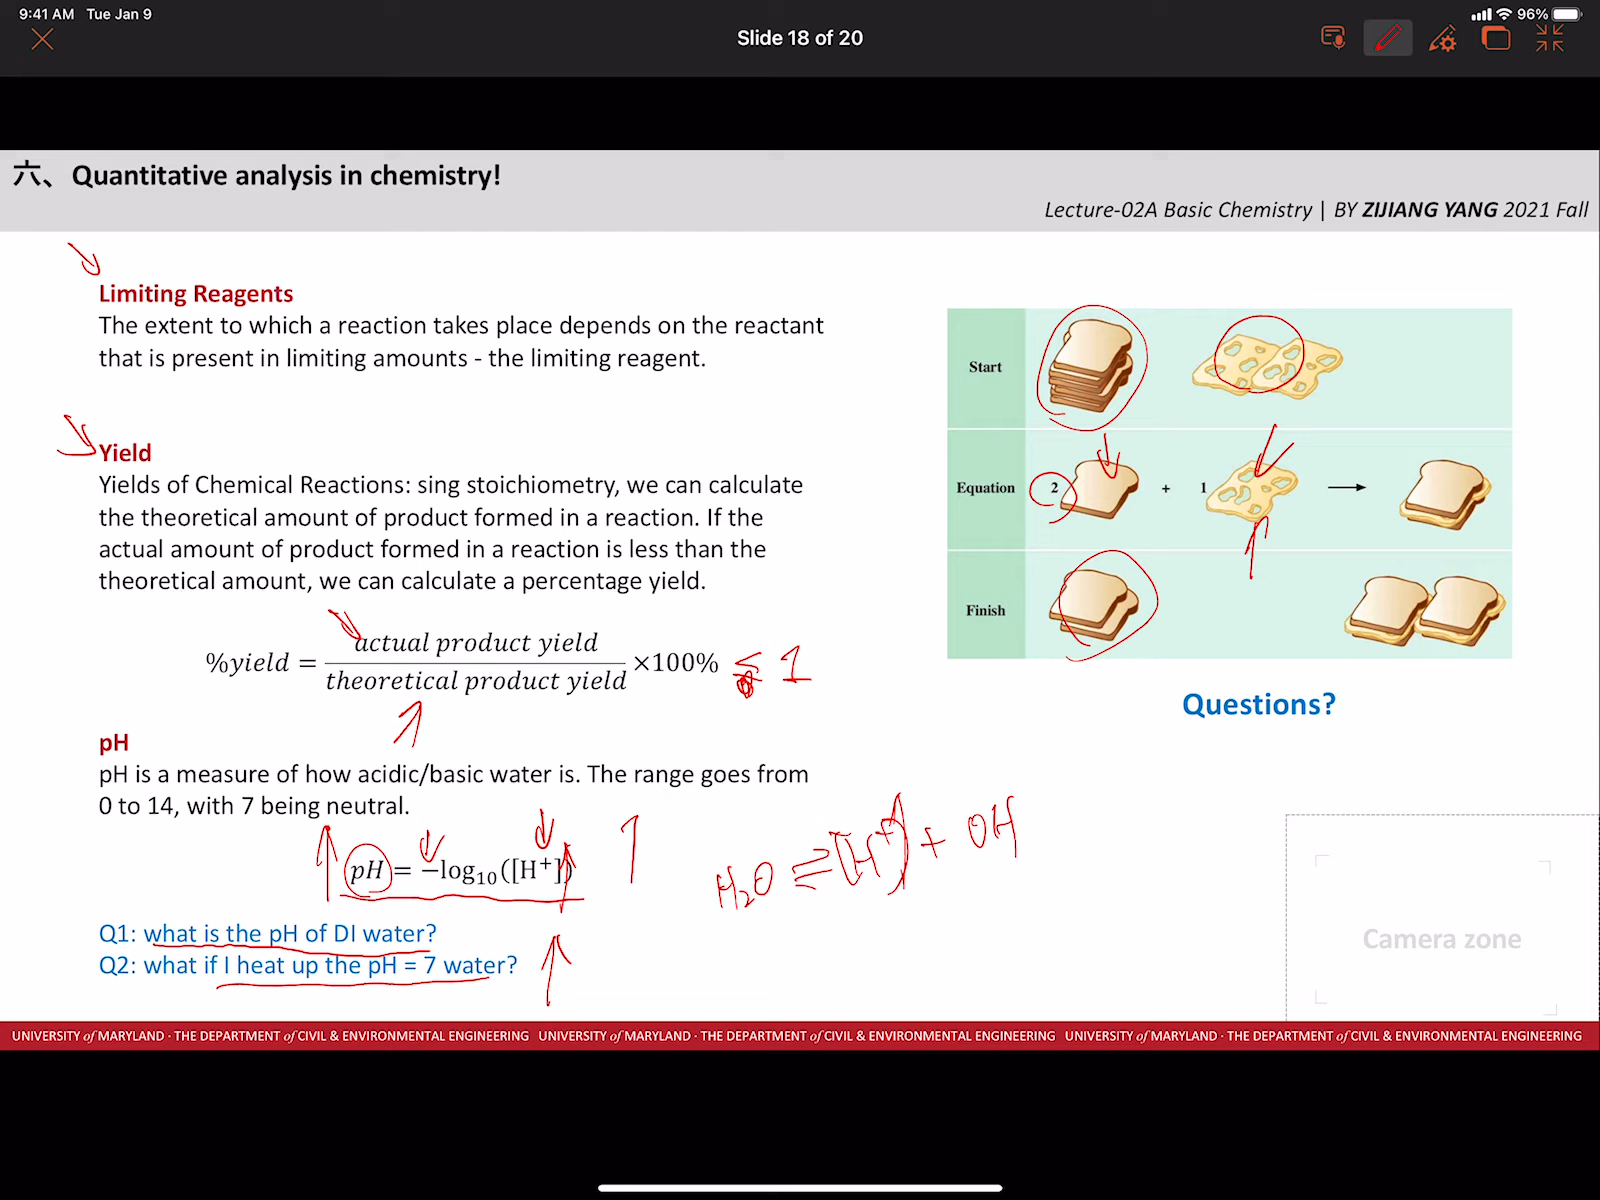 9:41 AM Tue Jan 9
96%
Slide 18 of 20
六、 Quantitative analysis in chemistry!
Lecture-02A Basic Chemistry | BY ZIJIANG YANG 2021 Fall
Limiting Reagents
The extent to which a reaction takes place depends on the reactant
that is present in limiting amounts - the limiting reagent.
Yield
Yields of Chemical Reactions: sing stoichiometry, we can calculate
the theoretical amount of product formed in a reaction. If the
actual amount of product formed in a reaction is less than the
theoretical amount, we can calculate a percentage yield.
%yield = actual product yield / theoretical product yield ×100% ≤ 1
pH
pH is a measure of how acidic/basic water is. The range goes from
0 to 14, with 7 being neutral.
pH = −log₁₀([H⁺])
H₂O ⇌ [H⁺] + OH
Q1: what is the pH of DI water?
Q2: what if I heat up the pH = 7 water?
Start
Equation 2 + 1 →
Finish
Questions?
Camera zone
UNIVERSITY of MARYLAND · THE DEPARTMENT of CIVIL & ENVIRONMENTAL ENGINEERING UNIVERSITY of MARYLAND · THE DEPARTMENT of CIVIL & ENVIRONMENTAL ENGINEERING UNIVERSITY of MARYLAND · THE DEPARTMENT of CIVIL & ENVIRONMENTAL ENGINEERING